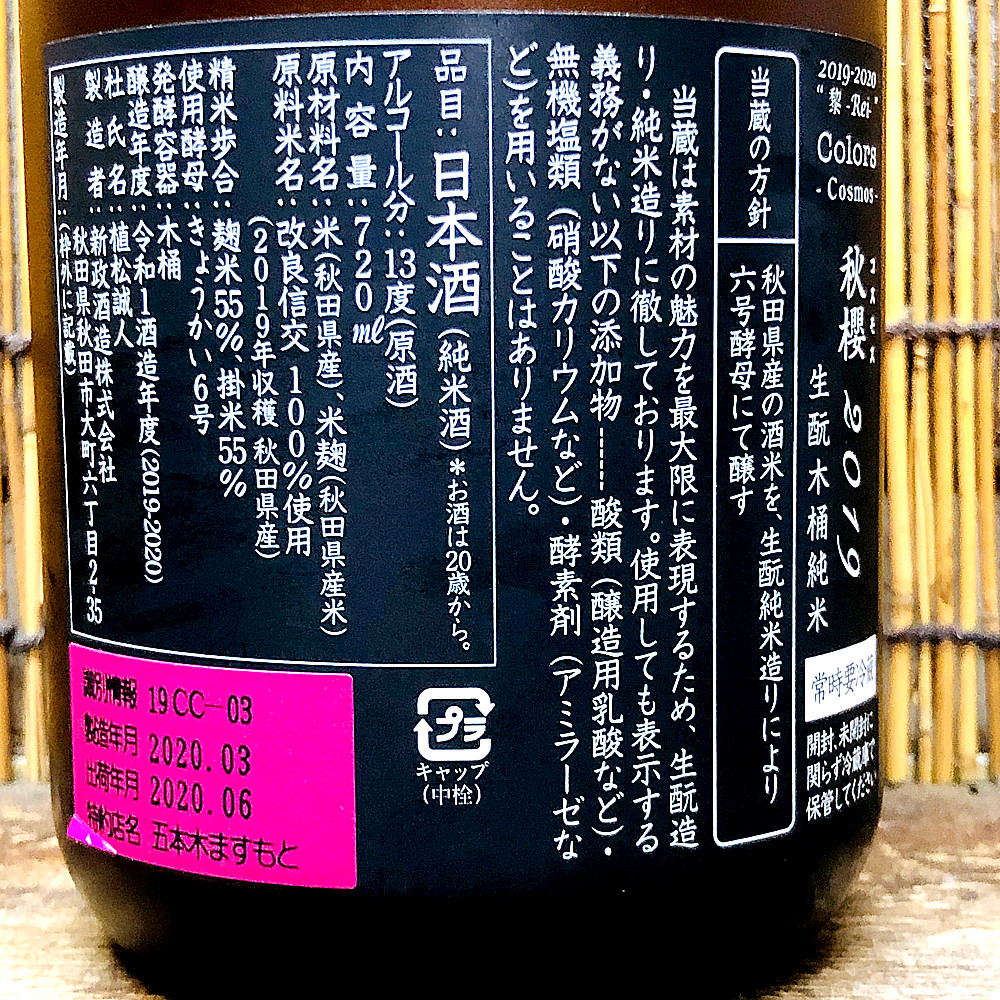 2019-2020
“黎 -Rei-”
Colors
- Cosmos -
秋櫻 2019
コスモス
生酛木桶純米
常時要冷蔵
開封、未開封に
関らず冷蔵庫で
保管してください
当蔵の方針
秋田県産の酒米を、生酛純米造りにより
六号酵母にて醸す
当蔵は素材の魅力を最大限に表現するため、生酛造
り・純米造りに徹しております。使用しても表示する
義務がない以下の添加物……酸類（醸造用乳酸など）・
無機塩類（硝酸カリウムなど）・酵素剤（アミラーゼな
ど）を用いることはありません。
品目：日本酒（純米酒）*お酒は20歳から。
アルコール分：13度(原酒)
内容量：720㎖
原材料名：米(秋田県産)、米麹(秋田県産米)
原料米名：改良信交 100%使用
(2019年収穫 秋田県産)
精米歩合：麹米55%、掛米55%
使用酵母：きょうかい6号
発酵容器：木桶
醸造年度：令和1酒造年度(2019-2020)
杜氏名：植松誠人
製造者：新政酒造株式会社
秋田県秋田市大町六丁目2-35
製造年月：(枠外に記載)
プラ
キャップ
（中栓）
識別情報 19CC-03
製造年月 2020.03
出荷年月 2020.06
特約店名 五本木ますもと